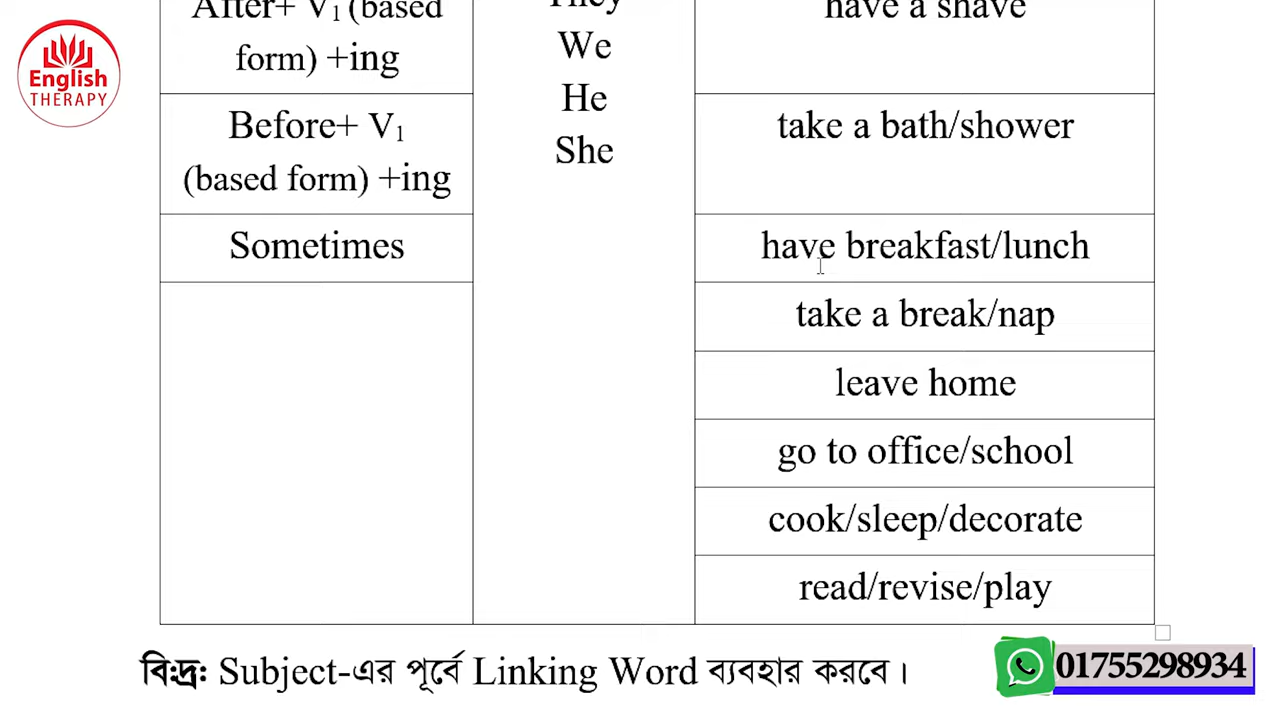 After+ V1 (based
form) +ing
They
We
He
She
have a shave
English
THERAPY
Before+ V1
(based form) +ing
take a bath/shower
Sometimes
have breakfast/lunch
take a break/nap
leave home
go to office/school
cook/sleep/decorate
read/revise/play
বি:দ্র: Subject-এর পূর্বে Linking Word ব্যবহার করবে।
01755298934